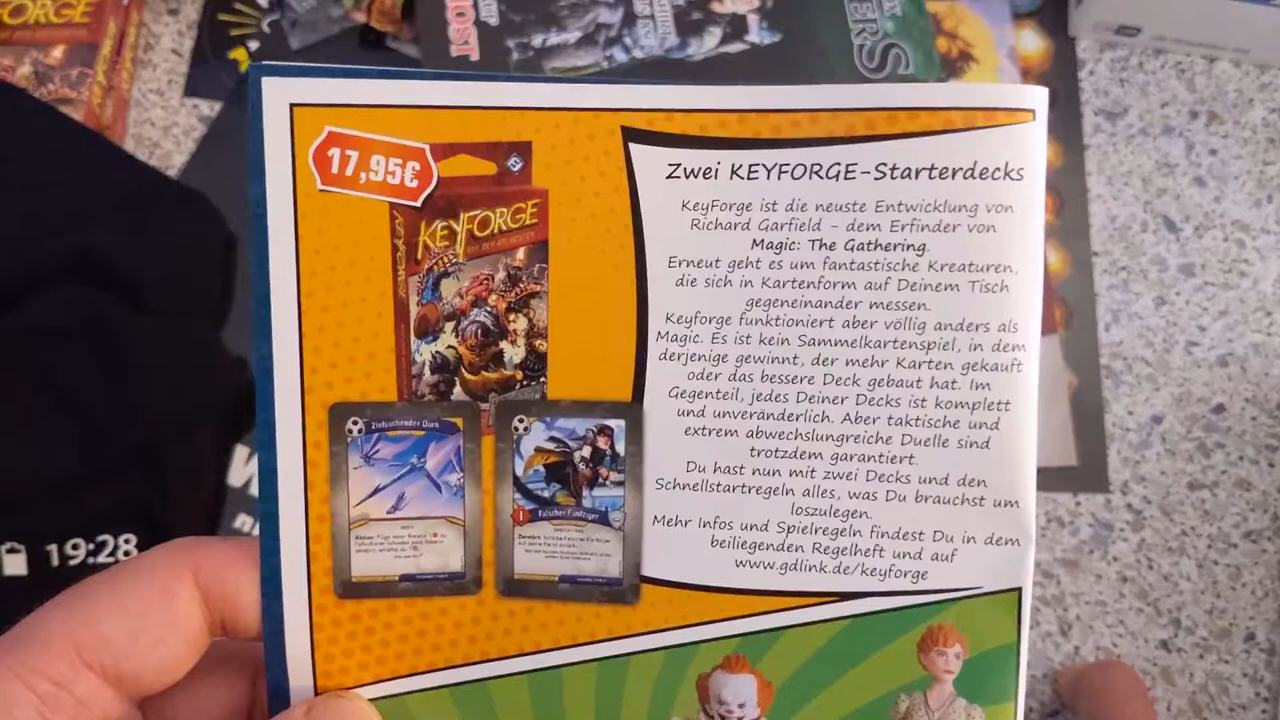 KEYFORGE
17,95€
KEYFORGE
KEYFORGE
Zielsuchender Dorn
Falscher Fünfziger
Zwei KEYFORGE-Starterdecks
KeyForge ist die neuste Entwicklung von
Richard Garfield - dem Erfinder von
Magic: The Gathering.
Erneut geht es um fantastische Kreaturen,
die sich in Kartenform auf Deinem Tisch
gegeneinander messen.
Keyforge funktioniert aber völlig anders als
Magic. Es ist kein Sammelkartenspiel, in dem
derjenige gewinnt, der mehr Karten gekauft
oder das bessere Deck gebaut hat. Im
Gegenteil, jedes Deiner Decks ist komplett
und unveränderlich. Aber taktische und
extrem abwechslungreiche Duelle sind
trotzdem garantiert.
Du hast nun mit zwei Decks und den
Schnellstartregeln alles, was Du brauchst um
loszulegen.
Mehr Infos und Spielregeln findest Du in dem
beiliegenden Regelheft und auf
www.gdlink.de/keyforge
19:28